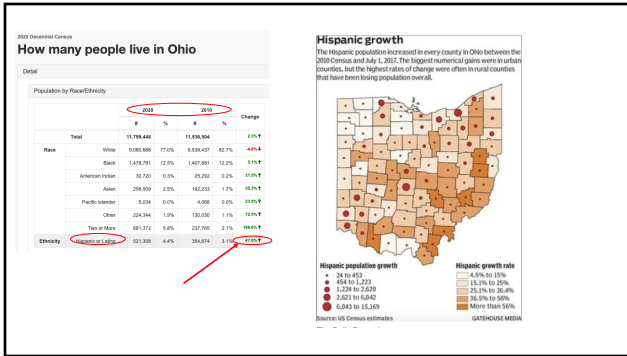 2020 Decennial Census
How many people live in Ohio
Detail
Population by Race/Ethnicity
2020 2010 Change
# % # %
Total 11,799,448 11,536,504 2.3%
Race White 9,080,688 77.0% 9,539,437 82.7% -4.8%
Black 1,478,781 12.5% 1,407,681 12.2% 5.1%
American Indian 30,720 0.3% 25,292 0.2% 21.5%
Asian 298,509 2.5% 192,233 1.7% 55.3%
Pacific Islander 5,034 0.0% 4,066 0.0% 23.8%
Other 224,344 1.9% 130,030 1.1% 72.5%
Two or More 681,372 5.8% 237,765 2.1% 186.6%
Ethnicity Hispanic or Latino 521,308 4.4% 354,674 3.1% 47.0%
Hispanic growth
The Hispanic population increased in every county in Ohio between the
2010 Census and July 1, 2017. The biggest numerical gains were in urban
counties, but the highest rates of change were often in rural counties
that have been losing population overall.
Hispanic population growth
24 to 453
454 to 1,223
1,224 to 2,620
2,621 to 6,042
6,043 to 15,169
Hispanic growth rate
4.5% to 15%
15.1% to 25%
25.1% to 36.4%
36.5% to 56%
More than 56%
Source: US Census estimates GATEHOUSE MEDIA